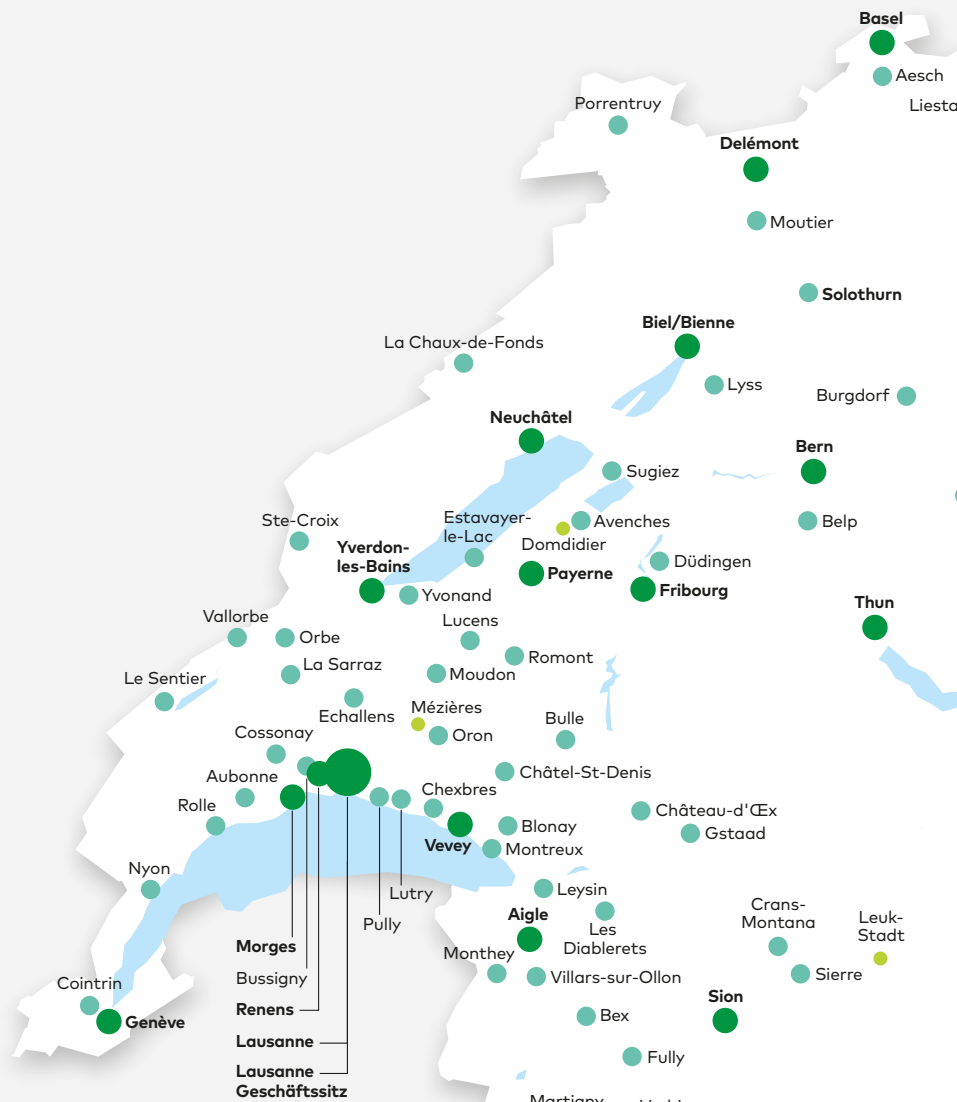 Basel
Aesch
Liesta
Porrentruy
Delémont
Moutier
Solothurn
Biel/Bienne
La Chaux-de-Fonds
Lyss
Burgdorf
Neuchâtel
Bern
Sugiez
Ste-Croix
Estavayer-
le-Lac
Avenches
Belp
Domdidier
Yverdon-
les-Bains
Payerne
Düdingen
Fribourg
Yvonand
Thun
Vallorbe
Orbe
Lucens
Romont
La Sarraz
Moudon
Le Sentier
Echallens
Mézières
Oron
Bulle
Cossonay
Châtel-St-Denis
Aubonne
Chexbres
Rolle
Château-d'Œx
Blonay
Gstaad
Vevey
Montreux
Nyon
Lutry
Leysin
Pully
Aigle
Les
Diablerets
Crans-
Montana
Leuk-
Stadt
Morges
Monthey
Bussigny
Villars-sur-Ollon
Sierre
Cointrin
Genève
Renens
Sion
Bex
Lausanne
Fully
Lausanne
Geschäftssitz
Martigny